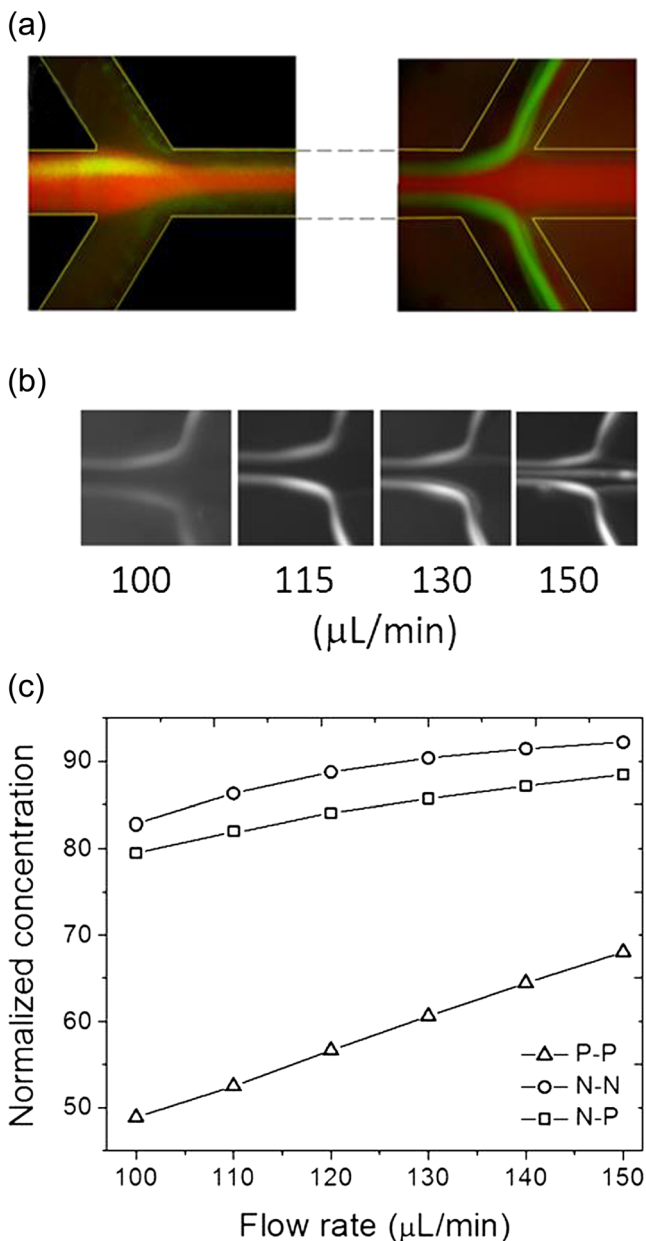 (a)
(b)
100 115 130 150
(μL/min)
(c)
Normalized concentration
90
80
70
60
50
P-P
N-N
N-P
100 110 120 130 140 150
Flow rate (μL/min)